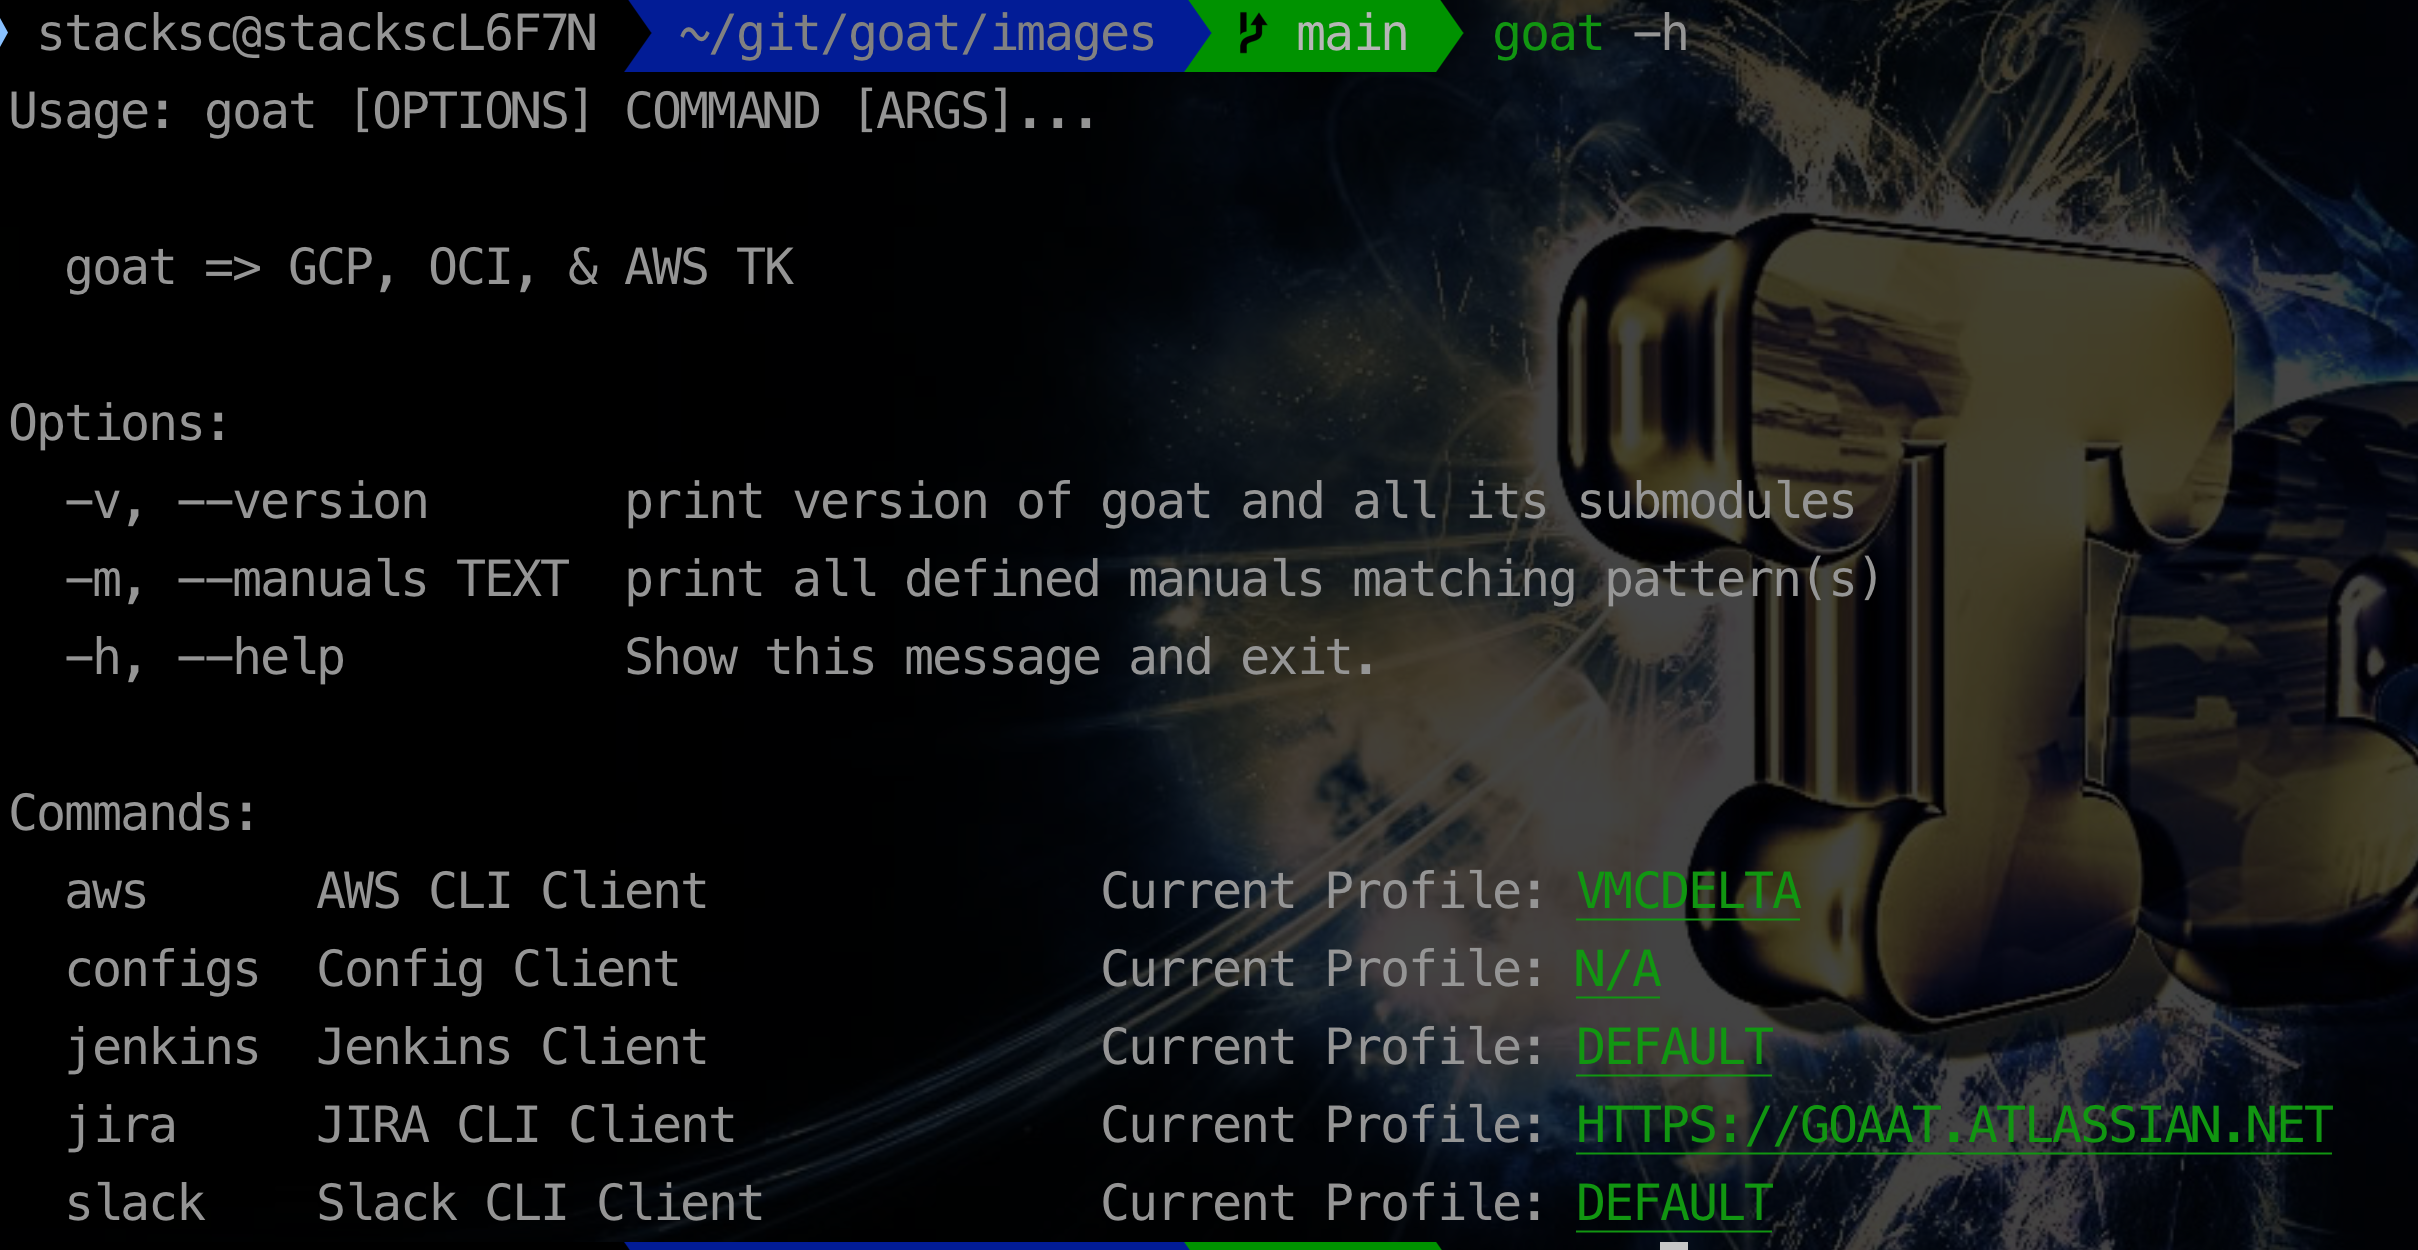 stacksc@stackscL6F7N ~/git/goat/images main goat -h
Usage: goat [OPTIONS] COMMAND [ARGS]...
goat => GCP, OCI, & AWS TK
Options:
-v, --version print version of goat and all its submodules
-m, --manuals TEXT print all defined manuals matching pattern(s)
-h, --help Show this message and exit.
Commands:
aws AWS CLI Client Current Profile: VMCDELTA
configs Config Client Current Profile: N/A
jenkins Jenkins Client Current Profile: DEFAULT
jira JIRA CLI Client Current Profile: HTTPS://GOAAT.ATLASSIAN.NET
slack Slack CLI Client Current Profile: DEFAULT